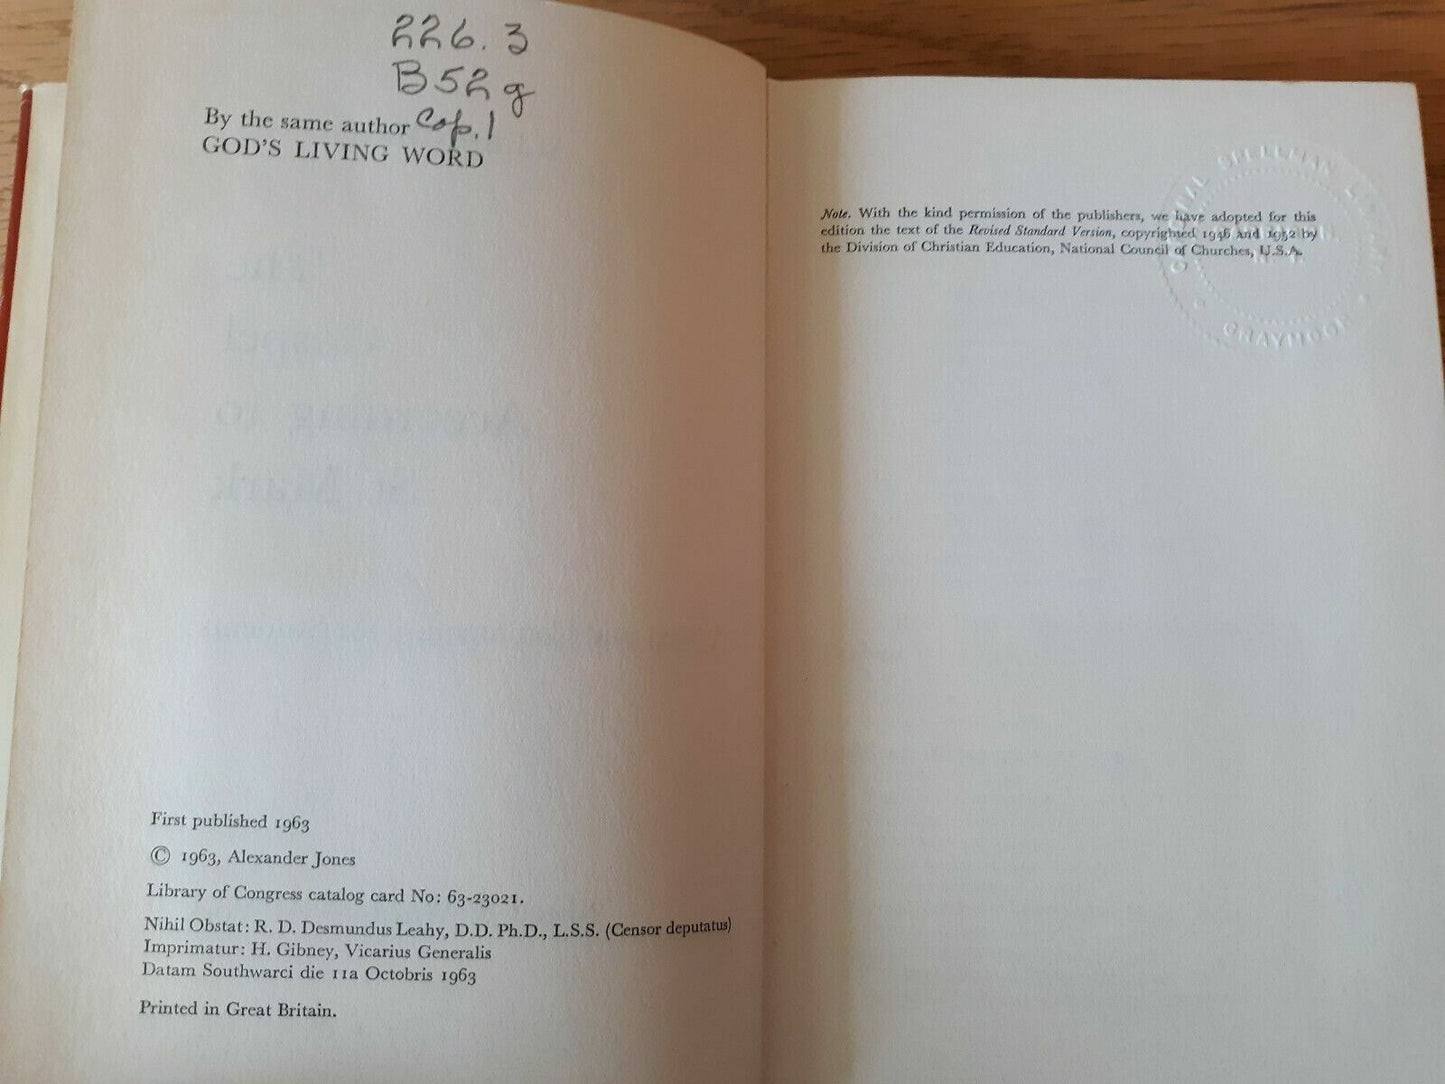 226.3
B52g
Cop.1
By the same author
GOD'S LIVING WORD
First published 1963
© 1963, Alexander Jones
Library of Congress catalog card No: 63-23021.
Nihil Obstat: R. D. Desmundus Leahy, D.D. Ph.D., L.S.S. (Censor deputatus)
Imprimatur: H. Gibney, Vicarius Generalis
Datam Southwarci die 11a Octobris 1963
Printed in Great Britain.
Note. With the kind permission of the publishers, we have adopted for this
edition the text of the Revised Standard Version, copyrighted 1946 and 1952 by
the Division of Christian Education, National Council of Churches, U.S.A.
SPELLMAN
GRAYMOOR